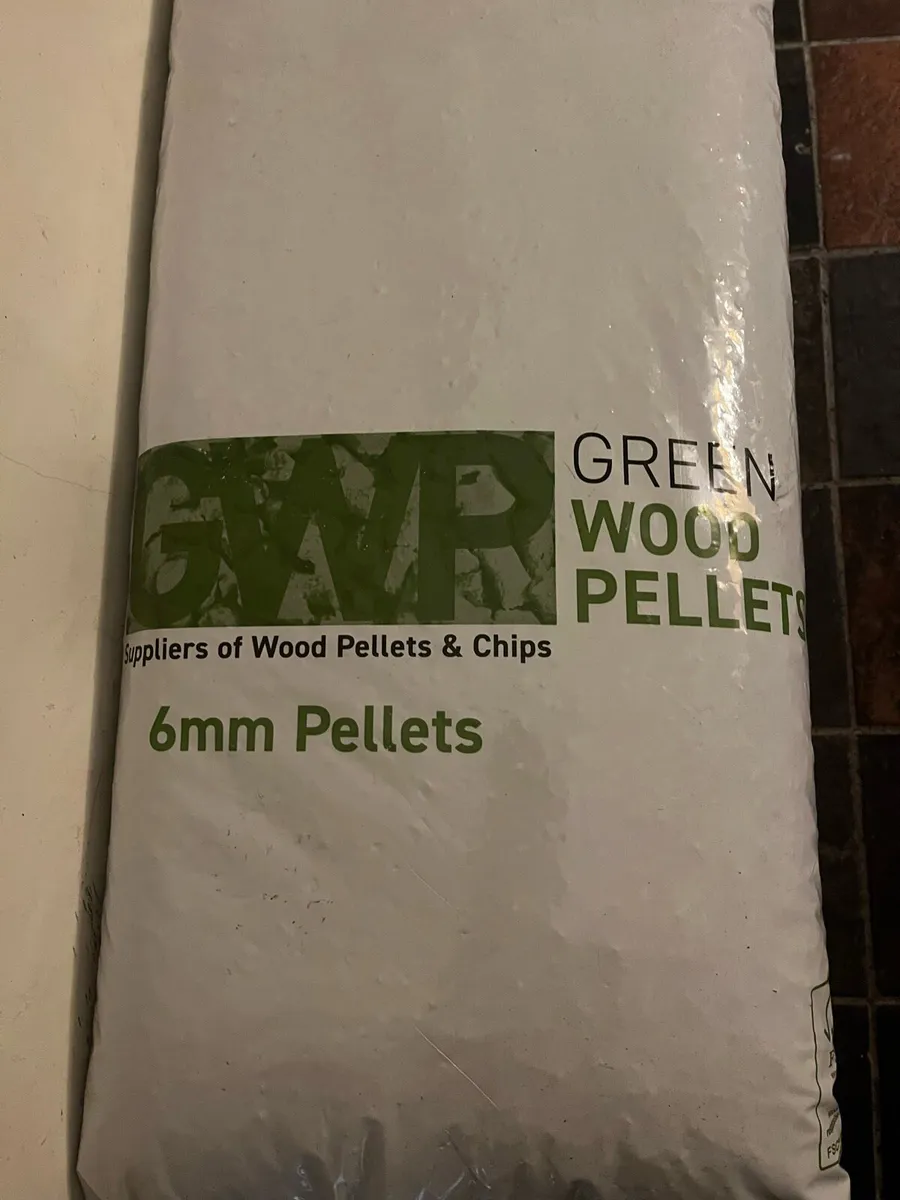 GWP
GREEN
WOOD
PELLETS
Suppliers of Wood Pellets & Chips
6mm Pellets